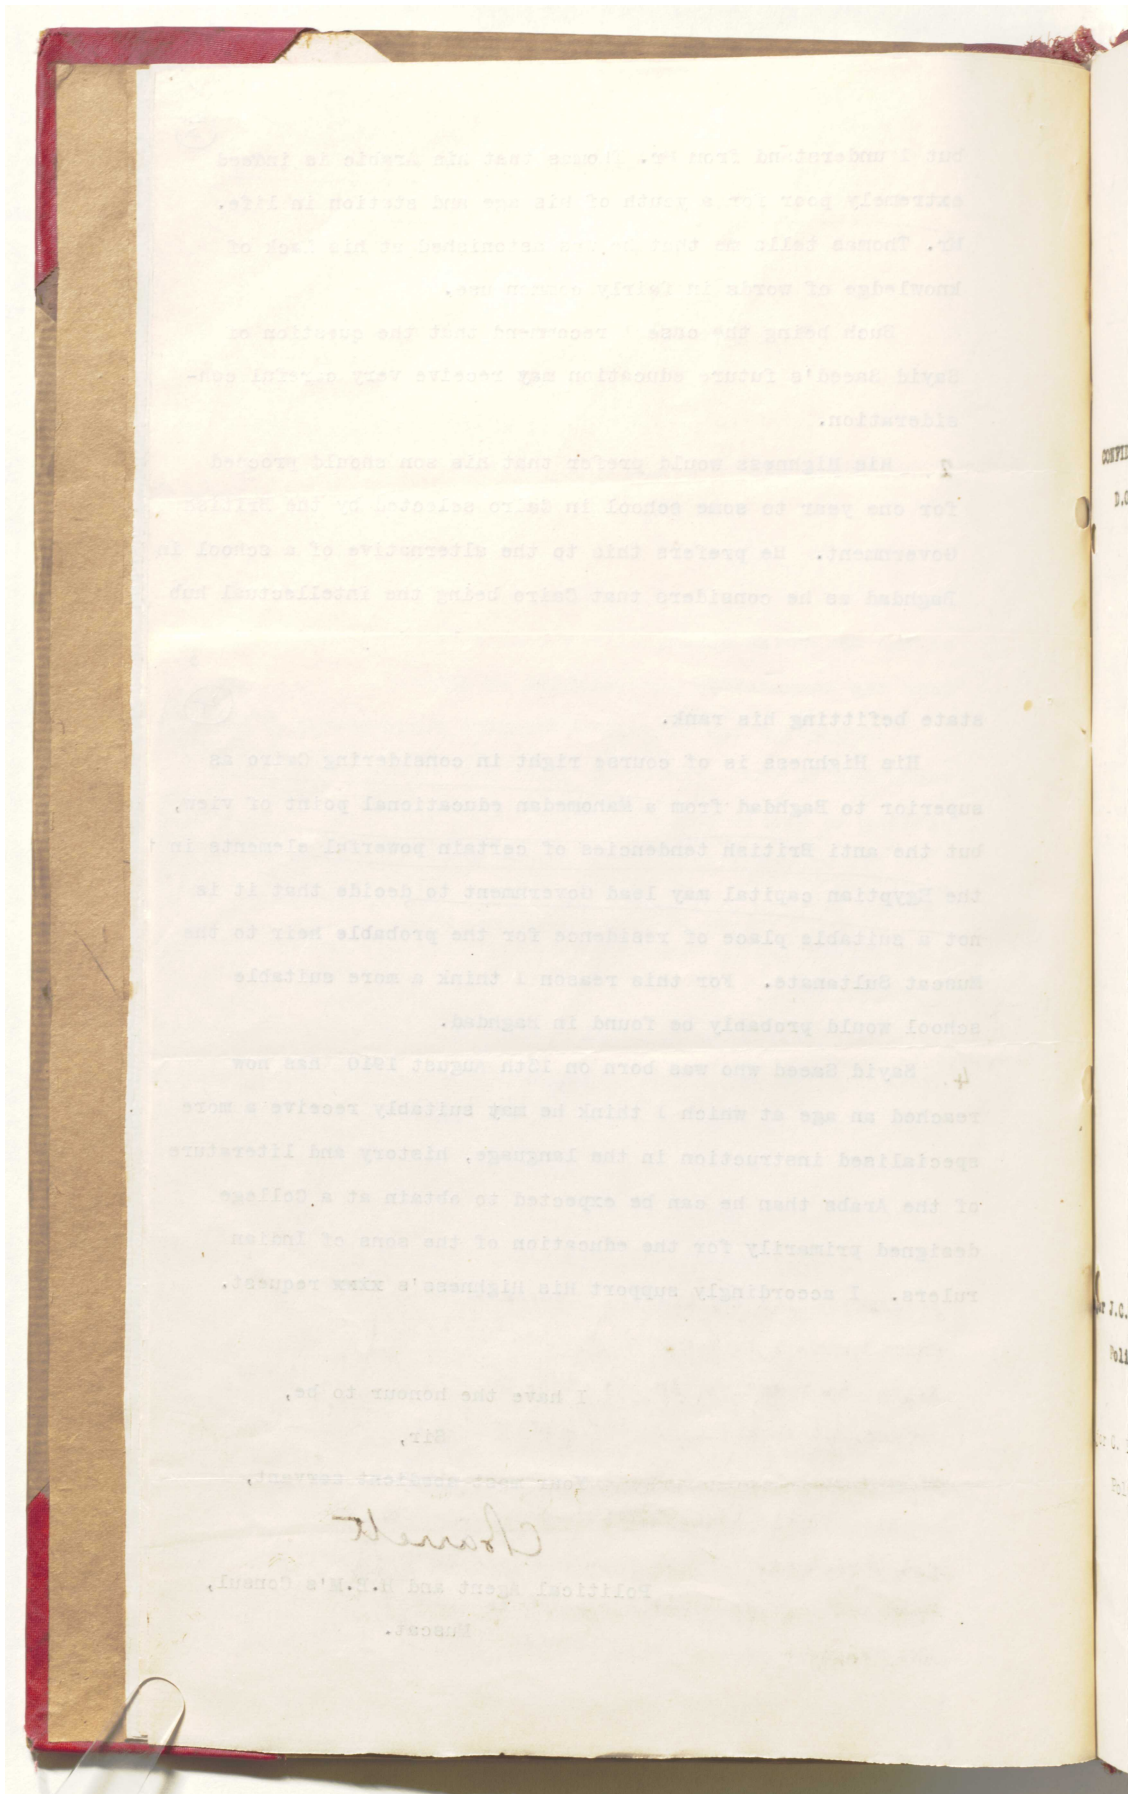 but I understand from Mr. Thomas that his Arabic is indeed
extremely poor for a youth of his age and station in life.
Mr. Thomas tells me that he was astonished at his lack of
knowledge of words in fairly common use.
Such being the case I recommend that the question of
Sayid Saeed's future education may receive very careful con-
sideration.
2. His Highness would prefer that his son should proceed
for one year to some school in Cairo selected by the British
Government. He prefers this to the alternative of a school in
Baghdad as he considers that Cairo being the intellectual hub
state befitting his rank.
His Highness is of course right in considering Cairo as
superior to Baghdad from a Mahomedan educational point of view,
but the anti British tendencies of certain powerful elements in
the Egyptian capital may lead Government to decide that it is
not a suitable place of residence for the probable heir to the
Muscat Sultanate. For this reason I think a more suitable
school would probably be found in Baghdad.
4. Sayid Saeed who was born on 13th August 1910 has now
reached an age at which I think he may suitably receive a more
specialised instruction in the language, history and literature
of the Arabs than he can be expected to obtain at a College
designed primarily for the education of the sons of Indian
rulers. I accordingly support His Highness's xiex request.
I have the honour to be,
Sir,
Your most obedient servant,
CBarrett
Political Agent and H.B.M's Consul,
Muscat.
CONFID
D.O
J.C.
Poli
Pol